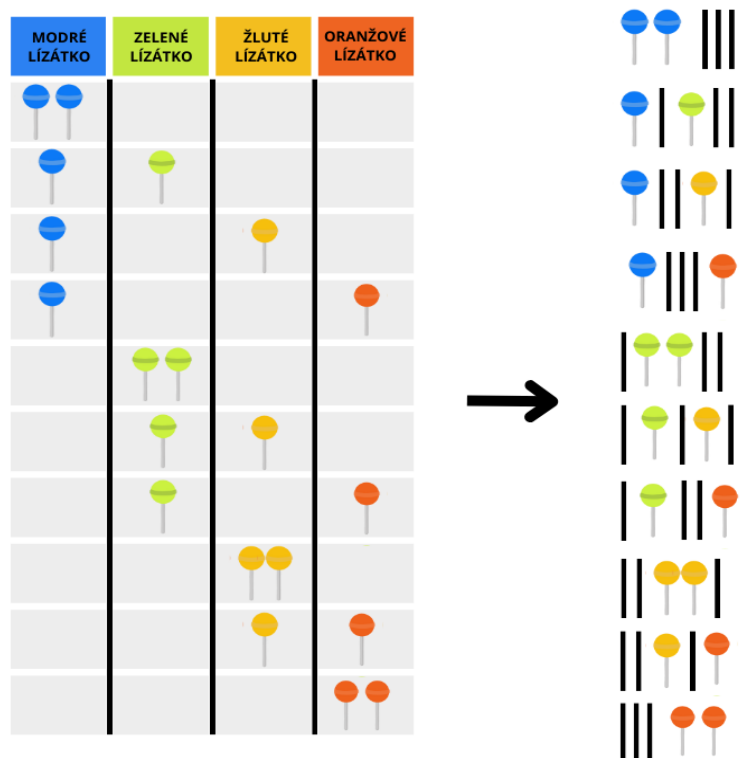 MODRÉ
LÍZÁTKO
ZELENÉ
LÍZÁTKO
ŽLUTÉ
LÍZÁTKO
ORANŽOVÉ
LÍZÁTKO